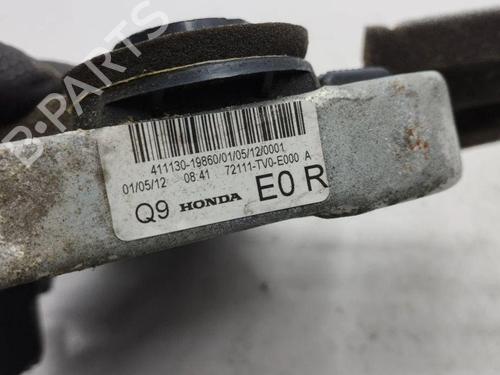 B-PARTS
411130-19860/01/05/12/0001
01/05/12 08:41 72111-TV0-E000 A
Q9 HONDA E0 R